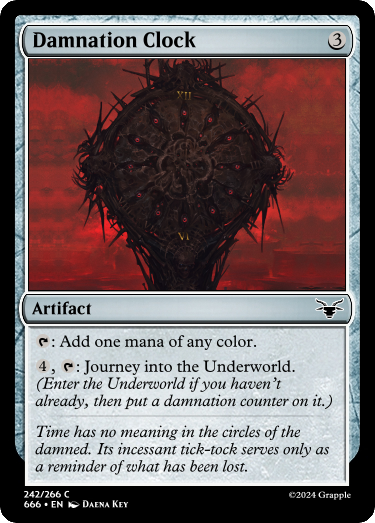 Damnation Clock 3
XII
VI
Artifact
: Add one mana of any color.
4 , : Journey into the Underworld.
(Enter the Underworld if you haven't
already, then put a damnation counter on it.)
Time has no meaning in the circles of the
damned. Its incessant tick-tock serves only as
a reminder of what has been lost.
242/266 C
666 • EN Daena Key
©2024 Grapple